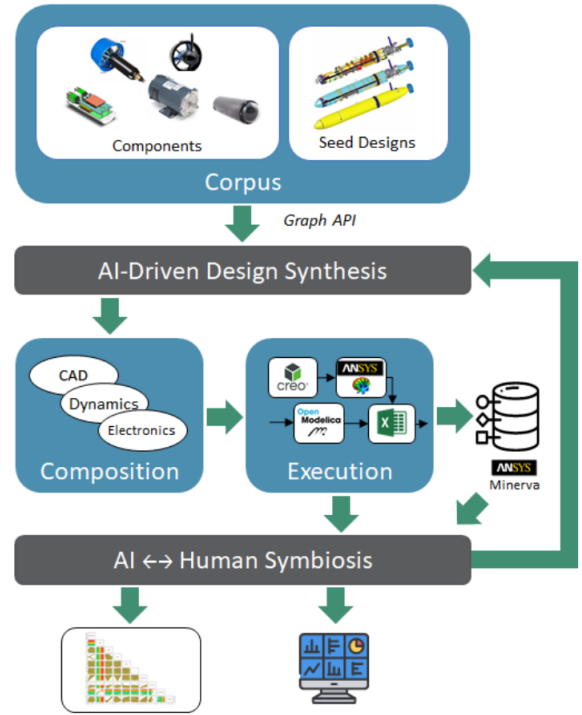 Components
Seed Designs
Corpus
Graph API
AI-Driven Design Synthesis
CAD
Dynamics
Electronics
Composition
creo
ANSYS
Open
Modelica
X
Execution
ANSYS
Minerva
AI ↔ Human Symbiosis